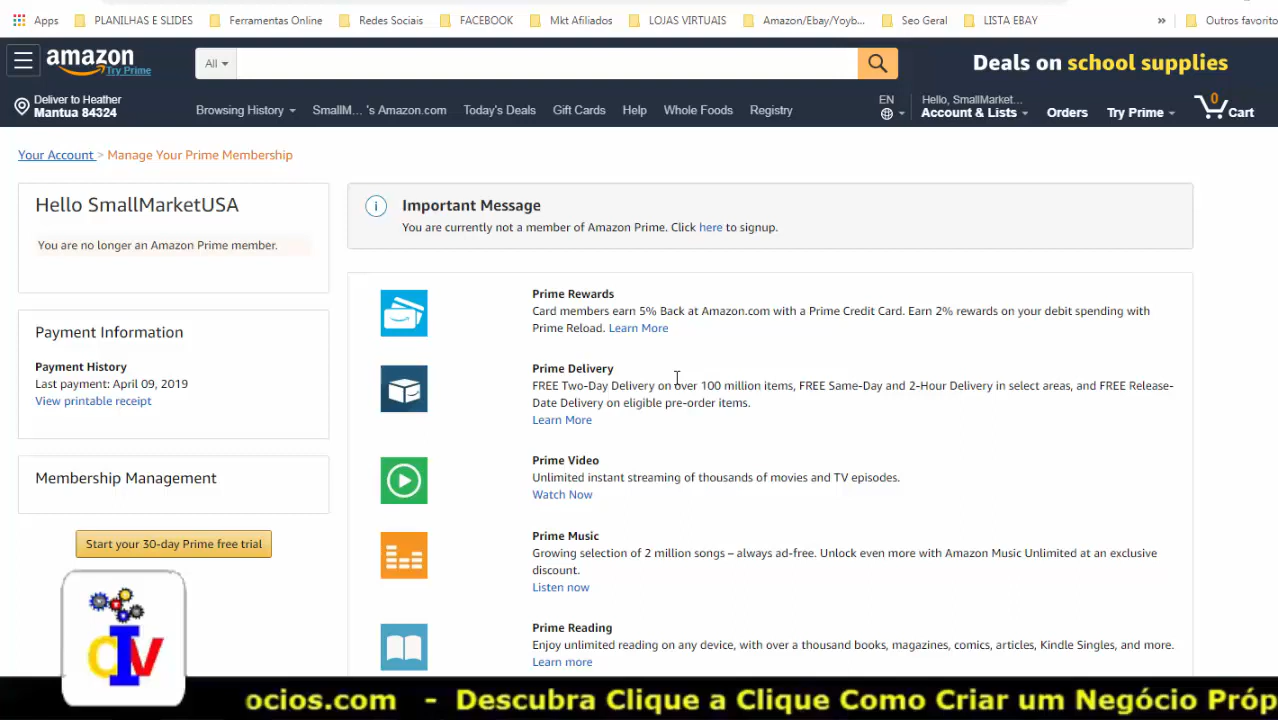 Apps PLANILHAS E SLIDES Ferramentas Online Redes Sociais FACEBOOK Mkt Afiliados LOJAS VIRTUAIS Amazon/Ebay/Yoyb... Seo Geral LISTA EBAY » Outros favorito
amazon
Try Prime
All
Deals on school supplies
Deliver to Heather
Mantua 84324
Browsing History SmallM... 's Amazon.com Today's Deals Gift Cards Help Whole Foods Registry
EN
Hello, SmallMarket...
Account & Lists
Orders
Try Prime
0
Cart
Your Account > Manage Your Prime Membership
Hello SmallMarketUSA
You are no longer an Amazon Prime member.
Payment Information
Payment History
Last payment: April 09, 2019
View printable receipt
Membership Management
Start your 30-day Prime free trial
Important Message
You are currently not a member of Amazon Prime. Click here to signup.
Prime Rewards
Card members earn 5% Back at Amazon.com with a Prime Credit Card. Earn 2% rewards on your debit spending with
Prime Reload. Learn More
Prime Delivery
FREE Two-Day Delivery on over 100 million items, FREE Same-Day and 2-Hour Delivery in select areas, and FREE Release-
Date Delivery on eligible pre-order items.
Learn More
Prime Video
Unlimited instant streaming of thousands of movies and TV episodes.
Watch Now
Prime Music
Growing selection of 2 million songs – always ad-free. Unlock even more with Amazon Music Unlimited at an exclusive
discount.
Listen now
Prime Reading
Enjoy unlimited reading on any device, with over a thousand books, magazines, comics, articles, Kindle Singles, and more.
Learn more
cIv
ocios.com - Descubra Clique a Clique Como Criar um Negócio Próp